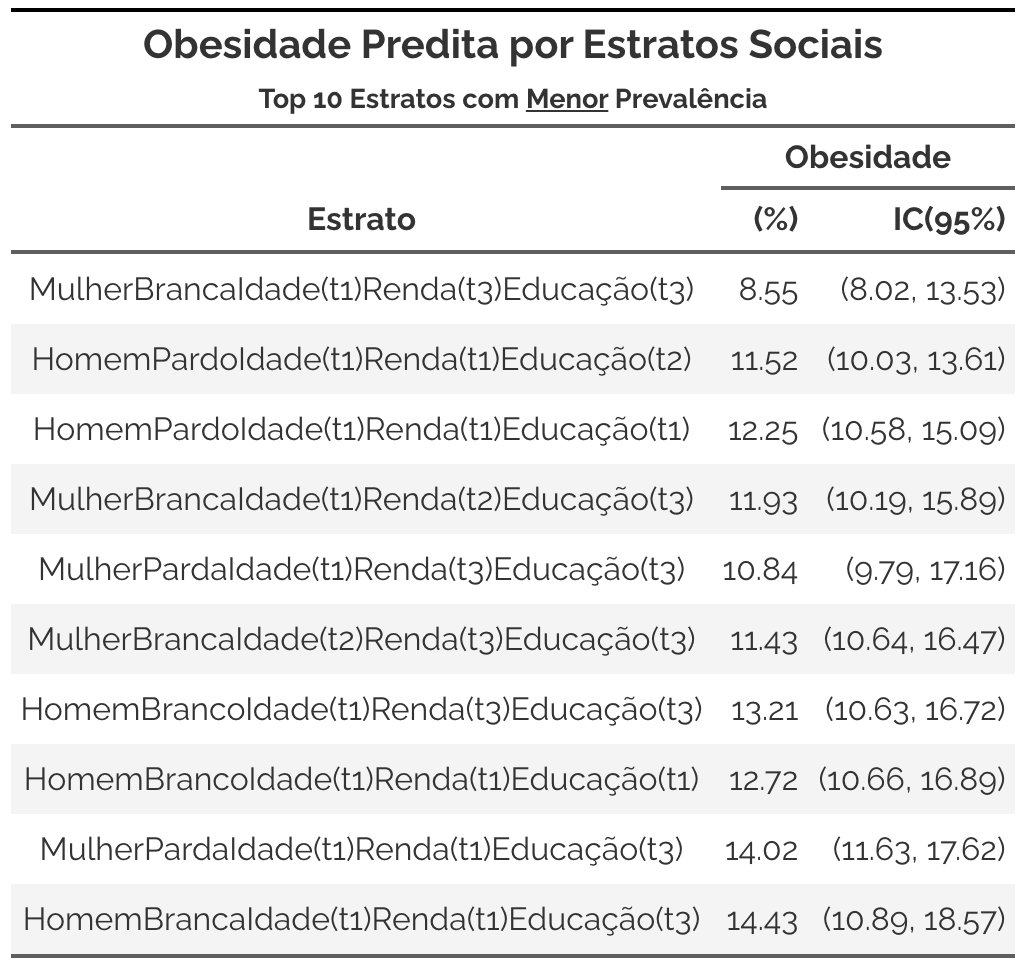 Obesidade Predita por Estratos Sociais
Top 10 Estratos com Menor Prevalência
Obesidade
Estrato (%) IC(95%)
MulherBrancaIdade(t1)Renda(t3)Educação(t3) 8.55 (8.02, 13.53)
HomemPardoIdade(t1)Renda(t1)Educação(t2) 11.52 (10.03, 13.61)
HomemPardoIdade(t1)Renda(t1)Educação(t1) 12.25 (10.58, 15.09)
MulherBrancaIdade(t1)Renda(t2)Educação(t3) 11.93 (10.19, 15.89)
MulherPardaIdade(t1)Renda(t3)Educação(t3) 10.84 (9.79, 17.16)
MulherBrancaIdade(t2)Renda(t3)Educação(t3) 11.43 (10.64, 16.47)
HomemBrancoIdade(t1)Renda(t3)Educação(t3) 13.21 (10.63, 16.72)
HomemBrancoIdade(t1)Renda(t1)Educação(t1) 12.72 (10.66, 16.89)
MulherPardaIdade(t1)Renda(t1)Educação(t3) 14.02 (11.63, 17.62)
HomemBrancaIdade(t1)Renda(t1)Educação(t3) 14.43 (10.89, 18.57)